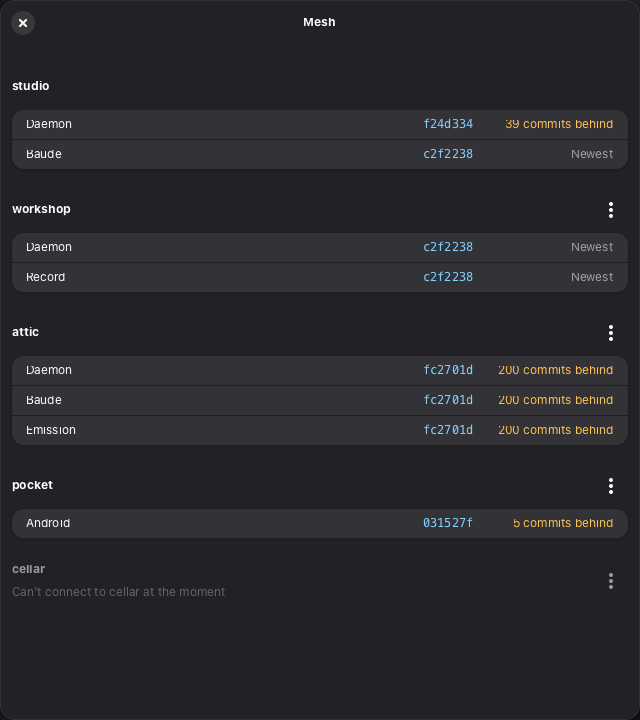 Mesh
studio
Daemon f24d334 39 commits behind
Baude c2f2238 Newest
workshop
Daemon c2f2238 Newest
Record c2f2238 Newest
attic
Daemon fc2701d 200 commits behind
Baude fc2701d 200 commits behind
Emission fc2701d 200 commits behind
pocket
Android 031527f 5 commits behind
cellar
Can't connect to cellar at the moment